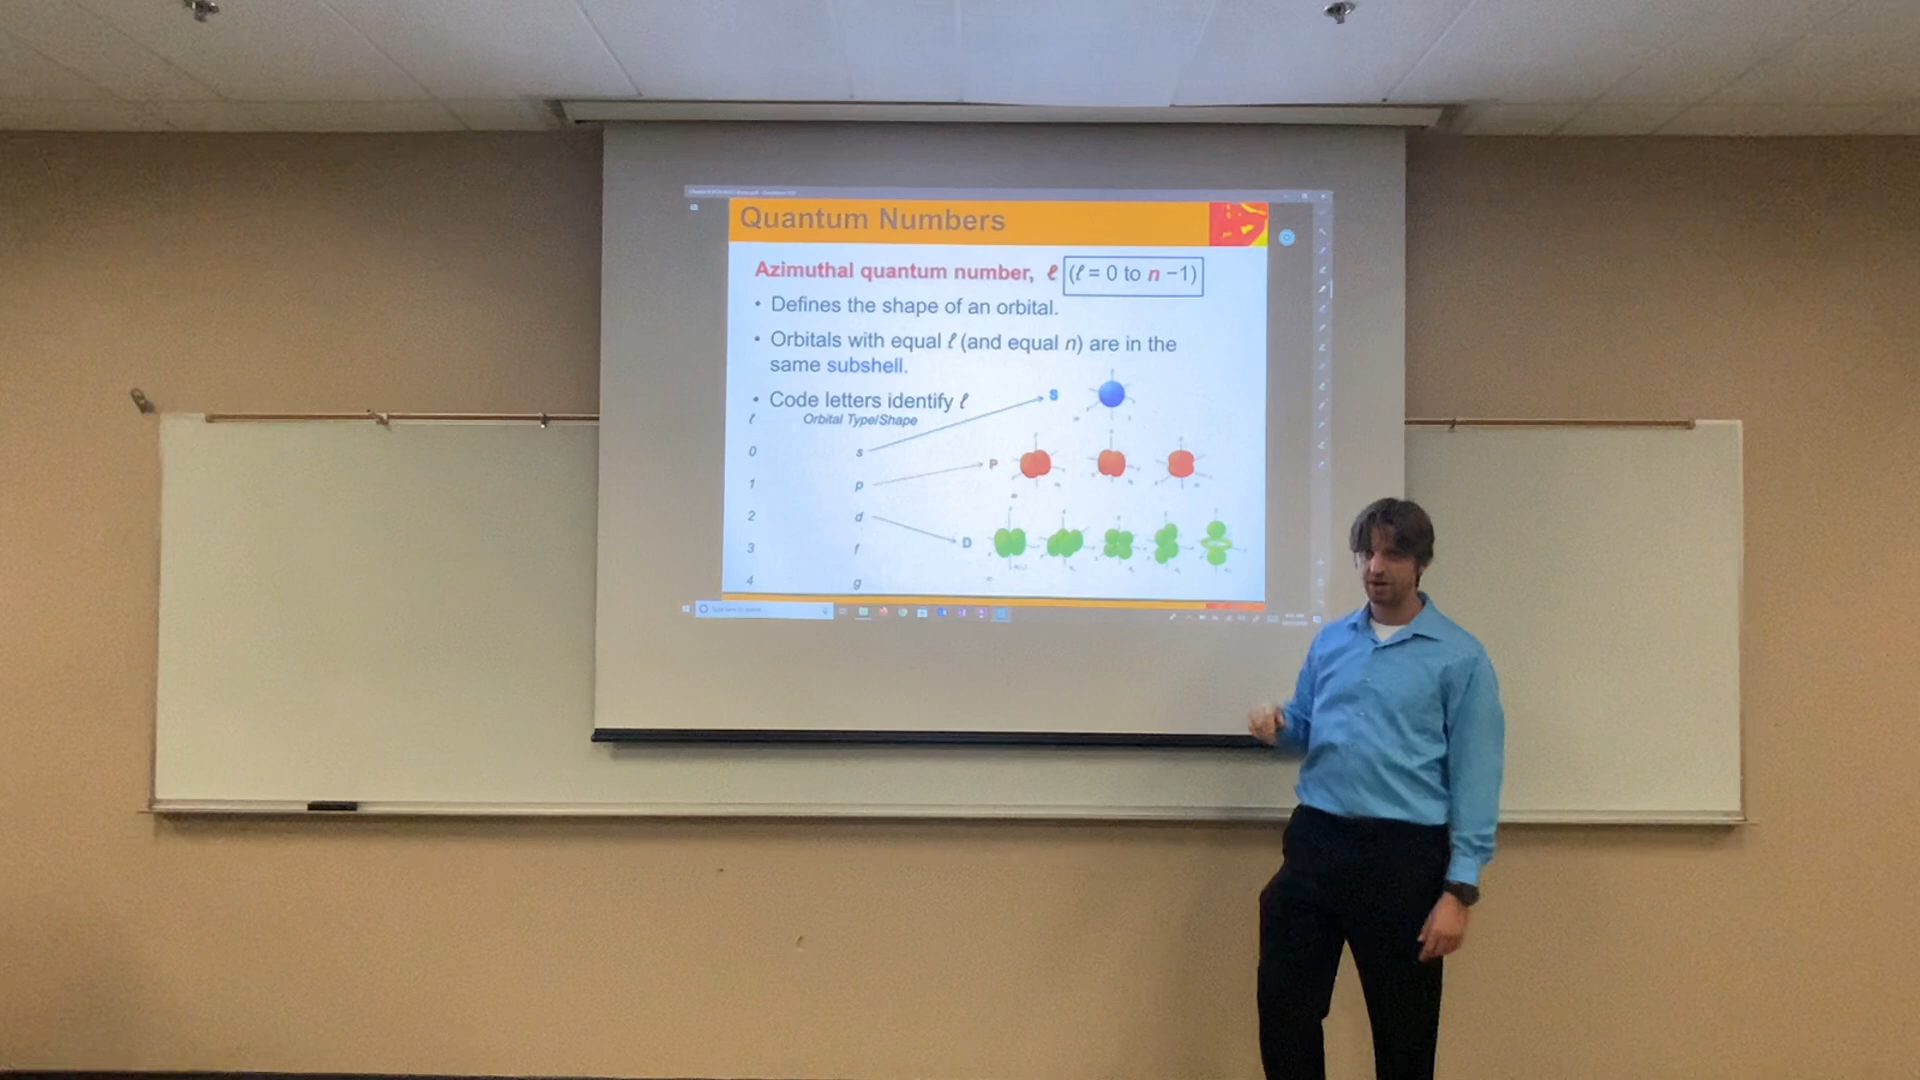 Quantum Numbers
Azimuthal quantum number, ℓ (ℓ = 0 to n −1)
• Defines the shape of an orbital.
• Orbitals with equal ℓ (and equal n) are in the
same subshell.
• Code letters identify ℓ
ℓ Orbital Type/Shape
0 s
1 p
2 d
3 f
4 g
S
P
D